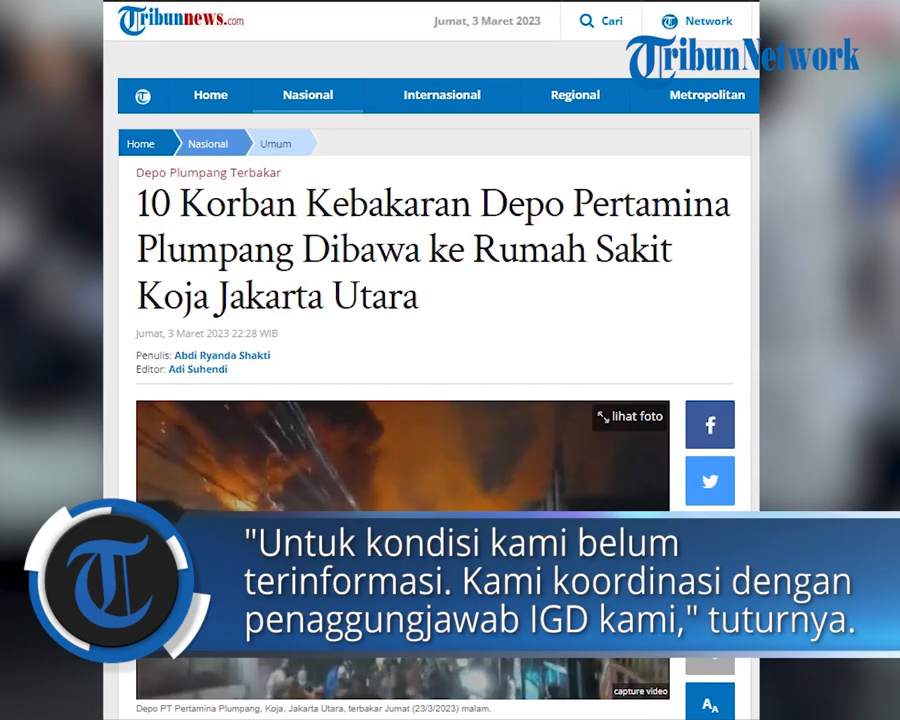 Tribunnews.com
Jumat, 3 Maret 2023
Cari
Network
TribunNetwork
Home
Nasional
Internasional
Regional
Metropolitan
Home
Nasional
Umum
Depo Plumpang Terbakar
10 Korban Kebakaran Depo Pertamina
Plumpang Dibawa ke Rumah Sakit
Koja Jakarta Utara
Jumat, 3 Maret 2023 22:28 WIB
Penulis: Abdi Ryanda Shakti
Editor: Adi Suhendi
lihat foto
"Untuk kondisi kami belum
terinformasi. Kami koordinasi dengan
penaggungjawab IGD kami," tuturnya.
capture video
Depo PT Pertamina Plumpang, Koja, Jakarta Utara, terbakar Jumat (23/3/2023) malam.
AA